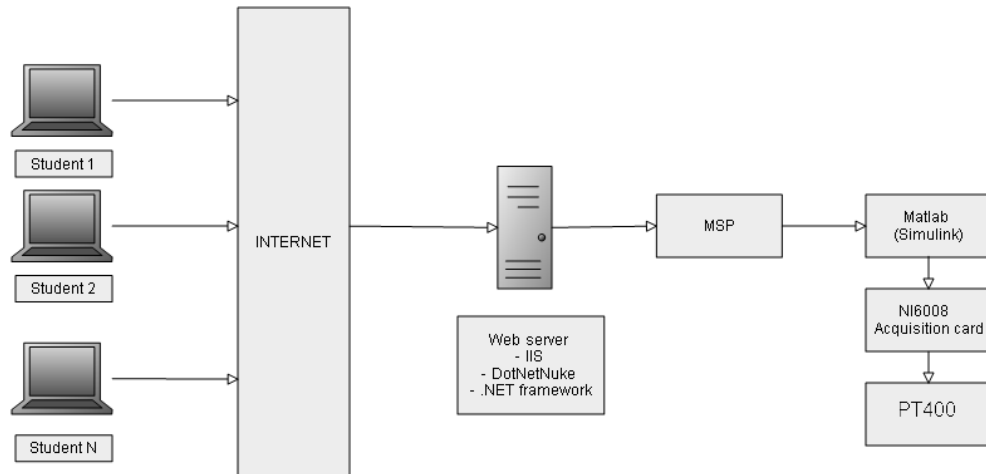 Student 1
Student 2
Student N
INTERNET
Web server
- IIS
- DotNetNuke
- .NET framework
MSP
Matlab
(Simulink)
NI6008
Acquisition card
PT400